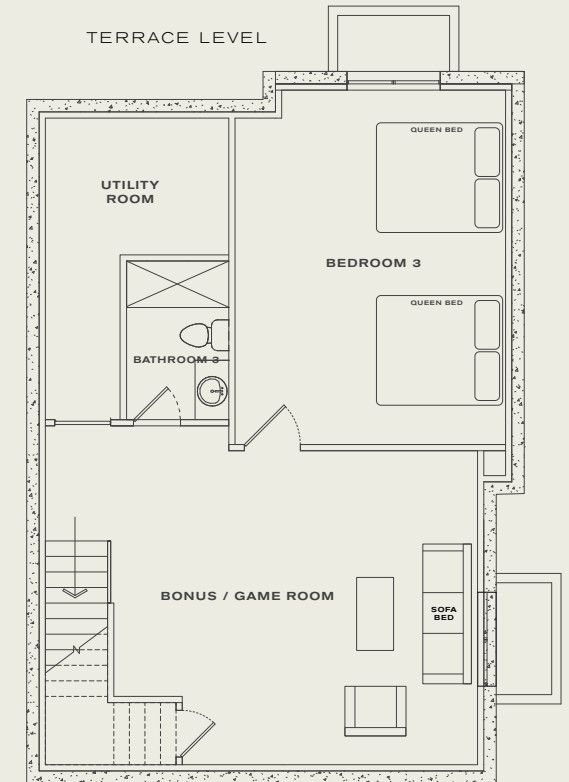 TERRACE LEVEL
QUEEN BED
UTILITY
ROOM
BEDROOM 3
QUEEN BED
BATHROOM 3
BONUS / GAME ROOM
SOFA
BED
N